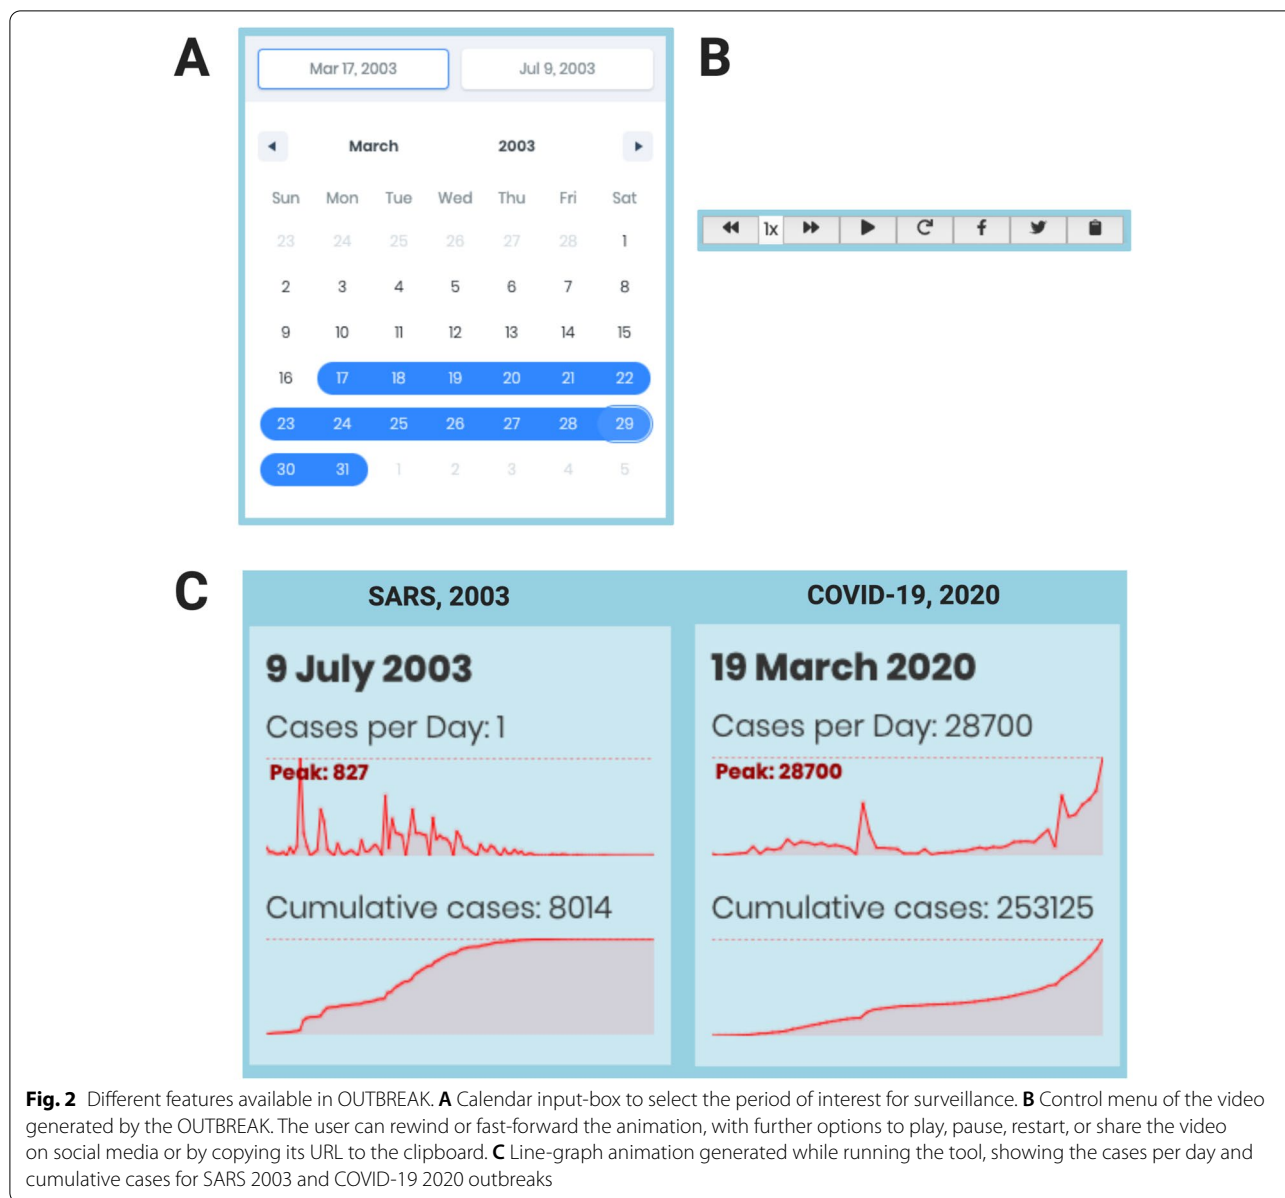 A
Mar 17, 2003 Jul 9, 2003
March 2003
Sun Mon Tue Wed Thu Fri Sat
23 24 25 26 27 28 1
2 3 4 5 6 7 8
9 10 11 12 13 14 15
16 17 18 19 20 21 22
23 24 25 26 27 28 29
30 31 1 2 3 4 5
B
1x
C
SARS, 2003
9 July 2003
Cases per Day: 1
Peak: 827
Cumulative cases: 8014
COVID-19, 2020
19 March 2020
Cases per Day: 28700
Peak: 28700
Cumulative cases: 253125
Fig. 2 Different features available in OUTBREAK. A Calendar input-box to select the period of interest for surveillance. B Control menu of the video
generated by the OUTBREAK. The user can rewind or fast-forward the animation, with further options to play, pause, restart, or share the video
on social media or by copying its URL to the clipboard. C Line-graph animation generated while running the tool, showing the cases per day and
cumulative cases for SARS 2003 and COVID-19 2020 outbreaks